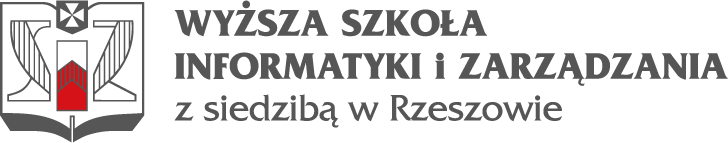 WYŻSZA SZKOŁA
INFORMATYKI i ZARZĄDZANIA
z siedzibą w Rzeszowie